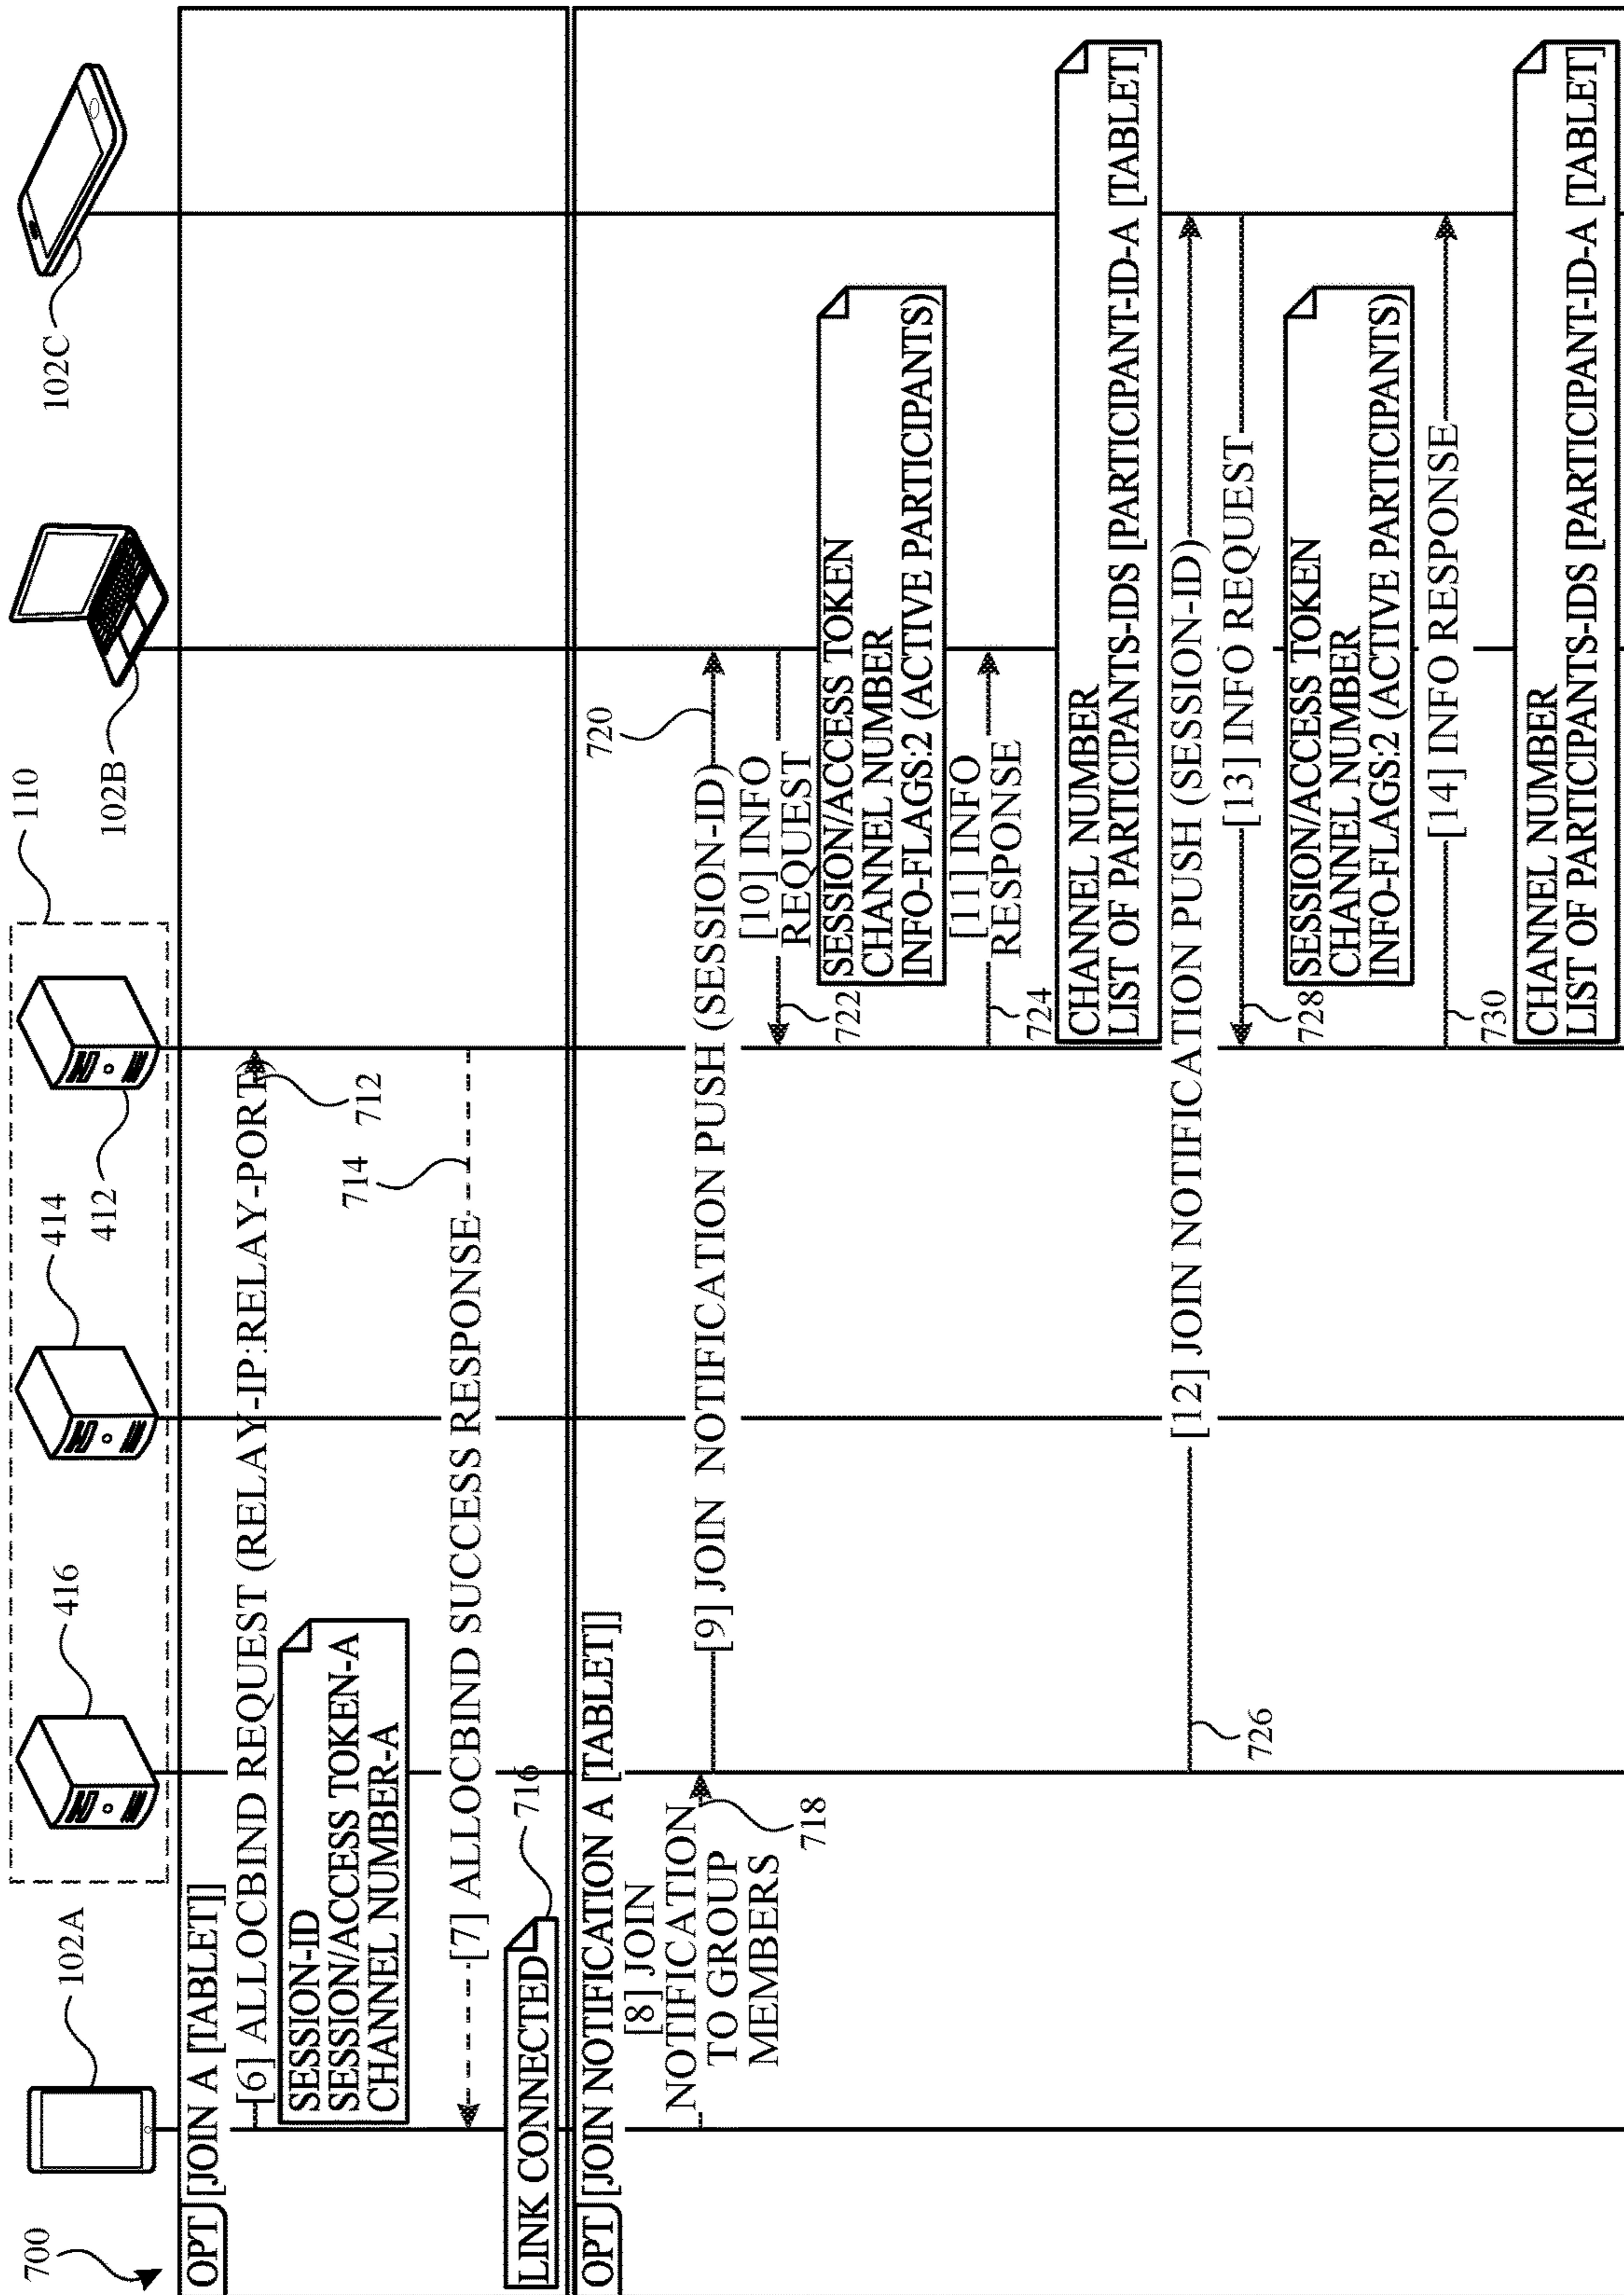 700
102A
416
414
412
110
102B
102C
OPT [JOIN A [TABLET]]
[6] ALLOCBIND REQUEST (RELAY-IP:RELAY-PORT)
712
SESSION-ID
SESSION/ACCESS TOKEN-A
CHANNEL NUMBER-A
714
[7] ALLOCBIND SUCCESS RESPONSE
LINK CONNECTED
716
OPT [JOIN NOTIFICATION A [TABLET]]
[8] JOIN
NOTIFICATION
TO GROUP
MEMBERS
718
[9] JOIN NOTIFICATION PUSH (SESSION-ID)
720
[10] INFO
REQUEST
722
SESSION/ACCESS TOKEN
CHANNEL NUMBER
INFO-FLAGS:2 (ACTIVE PARTICIPANTS)
[11] INFO
RESPONSE
724
CHANNEL NUMBER
LIST OF PARTICIPANTS-IDS [PARTICIPANT-ID-A [TABLET]
[12] JOIN NOTIFICATION PUSH (SESSION-ID)
726
[13] INFO REQUEST
728
SESSION/ACCESS TOKEN
CHANNEL NUMBER
INFO-FLAGS:2 (ACTIVE PARTICIPANTS)
[14] INFO RESPONSE
730
CHANNEL NUMBER
LIST OF PARTICIPANTS-IDS [PARTICIPANT-ID-A [TABLET]